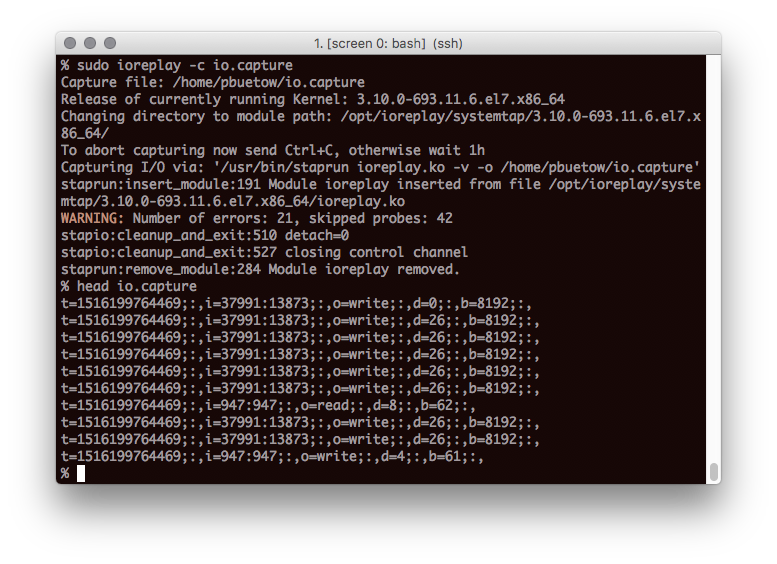 1. [screen 0: bash] (ssh)
% sudo ioreplay -c io.capture
Capture file: /home/pbuetow/io.capture
Release of currently running Kernel: 3.10.0-693.11.6.el7.x86_64
Changing directory to module path: /opt/ioreplay/systemtap/3.10.0-693.11.6.el7.x
86_64/
To abort capturing now send Ctrl+C, otherwise wait 1h
Capturing I/O via: '/usr/bin/staprun ioreplay.ko -v -o /home/pbuetow/io.capture'
staprun:insert_module:191 Module ioreplay inserted from file /opt/ioreplay/syste
mtap/3.10.0-693.11.6.el7.x86_64/ioreplay.ko
WARNING: Number of errors: 21, skipped probes: 42
stapio:cleanup_and_exit:510 detach=0
stapio:cleanup_and_exit:527 closing control channel
staprun:remove_module:284 Module ioreplay removed.
% head io.capture
t=1516199764469;:,i=37991:13873;:,o=write;:,d=0;:,b=8192;:,
t=1516199764469;:,i=37991:13873;:,o=write;:,d=26;:,b=8192;:,
t=1516199764469;:,i=37991:13873;:,o=write;:,d=26;:,b=8192;:,
t=1516199764469;:,i=37991:13873;:,o=write;:,d=26;:,b=8192;:,
t=1516199764469;:,i=37991:13873;:,o=write;:,d=26;:,b=8192;:,
t=1516199764469;:,i=37991:13873;:,o=write;:,d=26;:,b=8192;:,
t=1516199764469;:,i=947:947;:,o=read;:,d=8;:,b=62;:,
t=1516199764469;:,i=37991:13873;:,o=write;:,d=26;:,b=8192;:,
t=1516199764469;:,i=37991:13873;:,o=write;:,d=26;:,b=8192;:,
t=1516199764469;:,i=947:947;:,o=write;:,d=4;:,b=61;:,
%